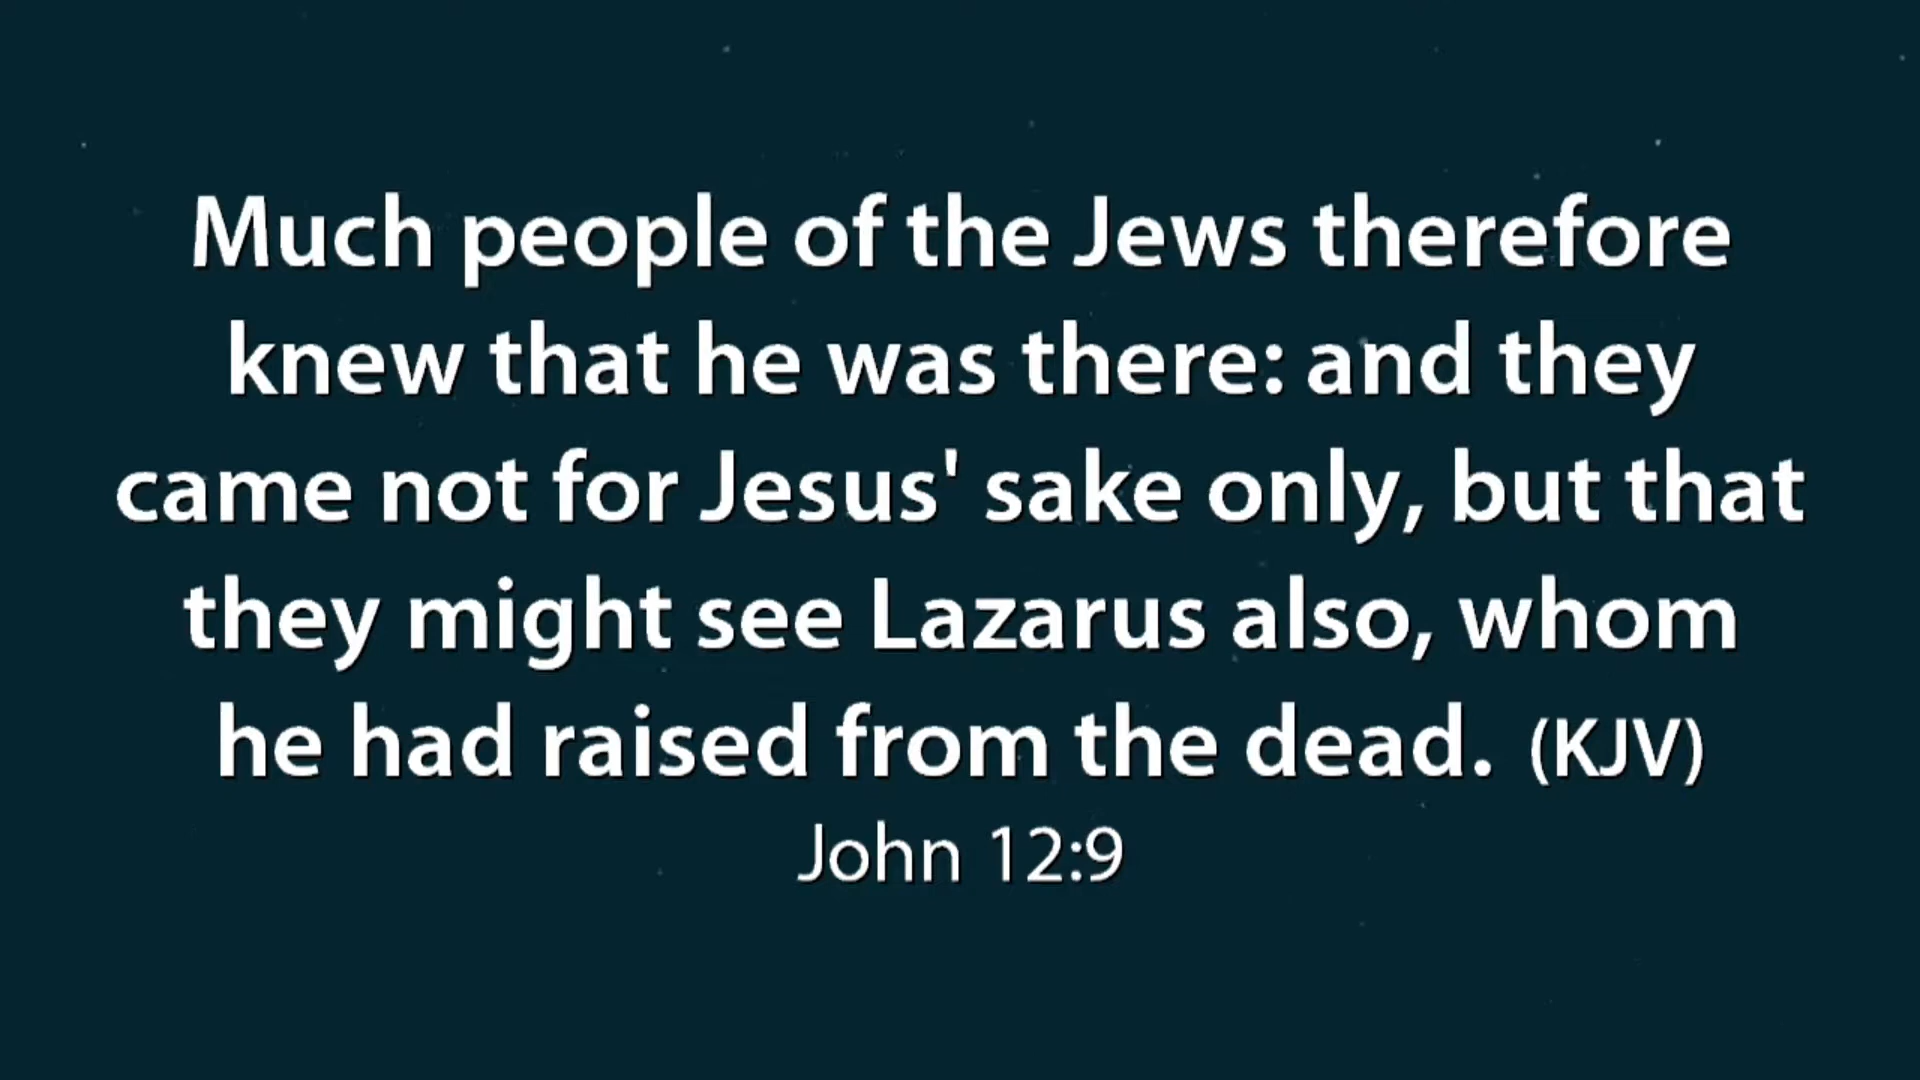 Much people of the Jews therefore
knew that he was there: and they
came not for Jesus' sake only, but that
they might see Lazarus also, whom
he had raised from the dead. (KJV)
John 12:9